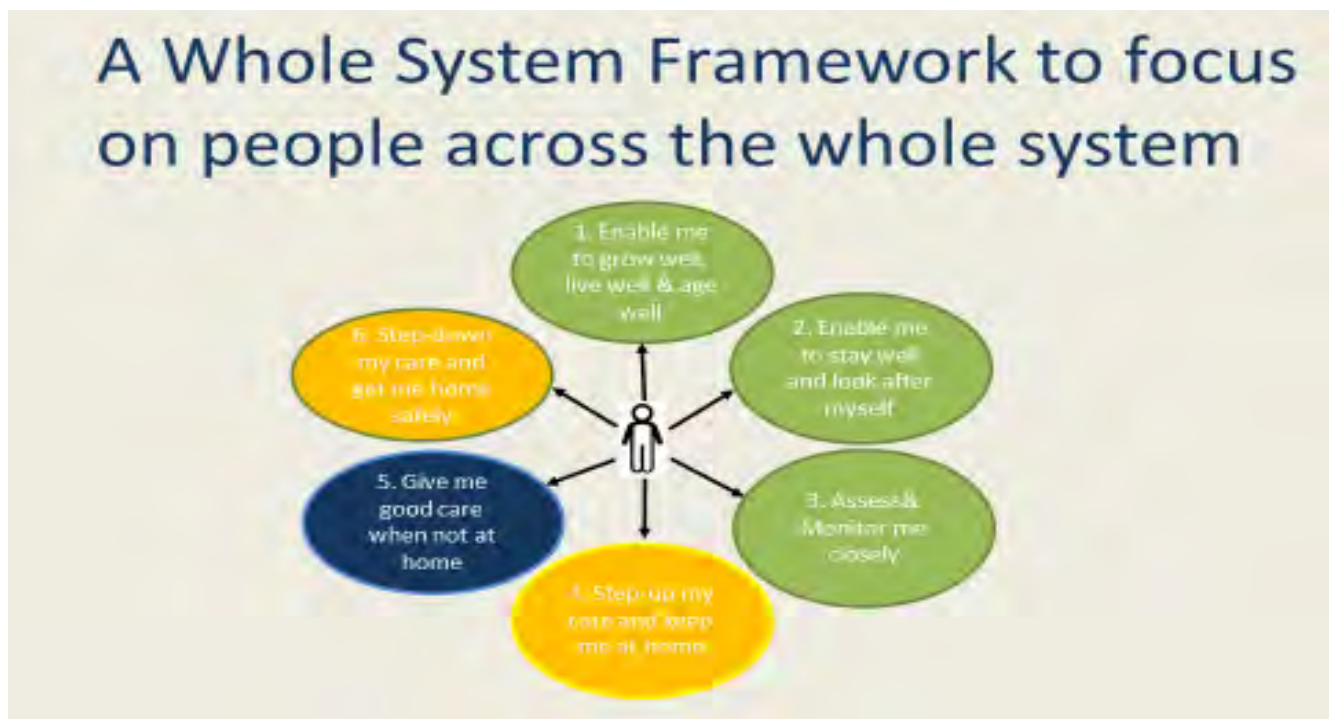 A Whole System Framework to focus
on people across the whole system
1. Enable me
to grow well,
live well & age
well
2. Enable me
to stay well
and look after
myself
3. Assess&
Monitor me
closely
4. Step-up my
care and keep
me at home
5. Give me
good care
when not at
home
6. Step-down
my care and
get me home
safely